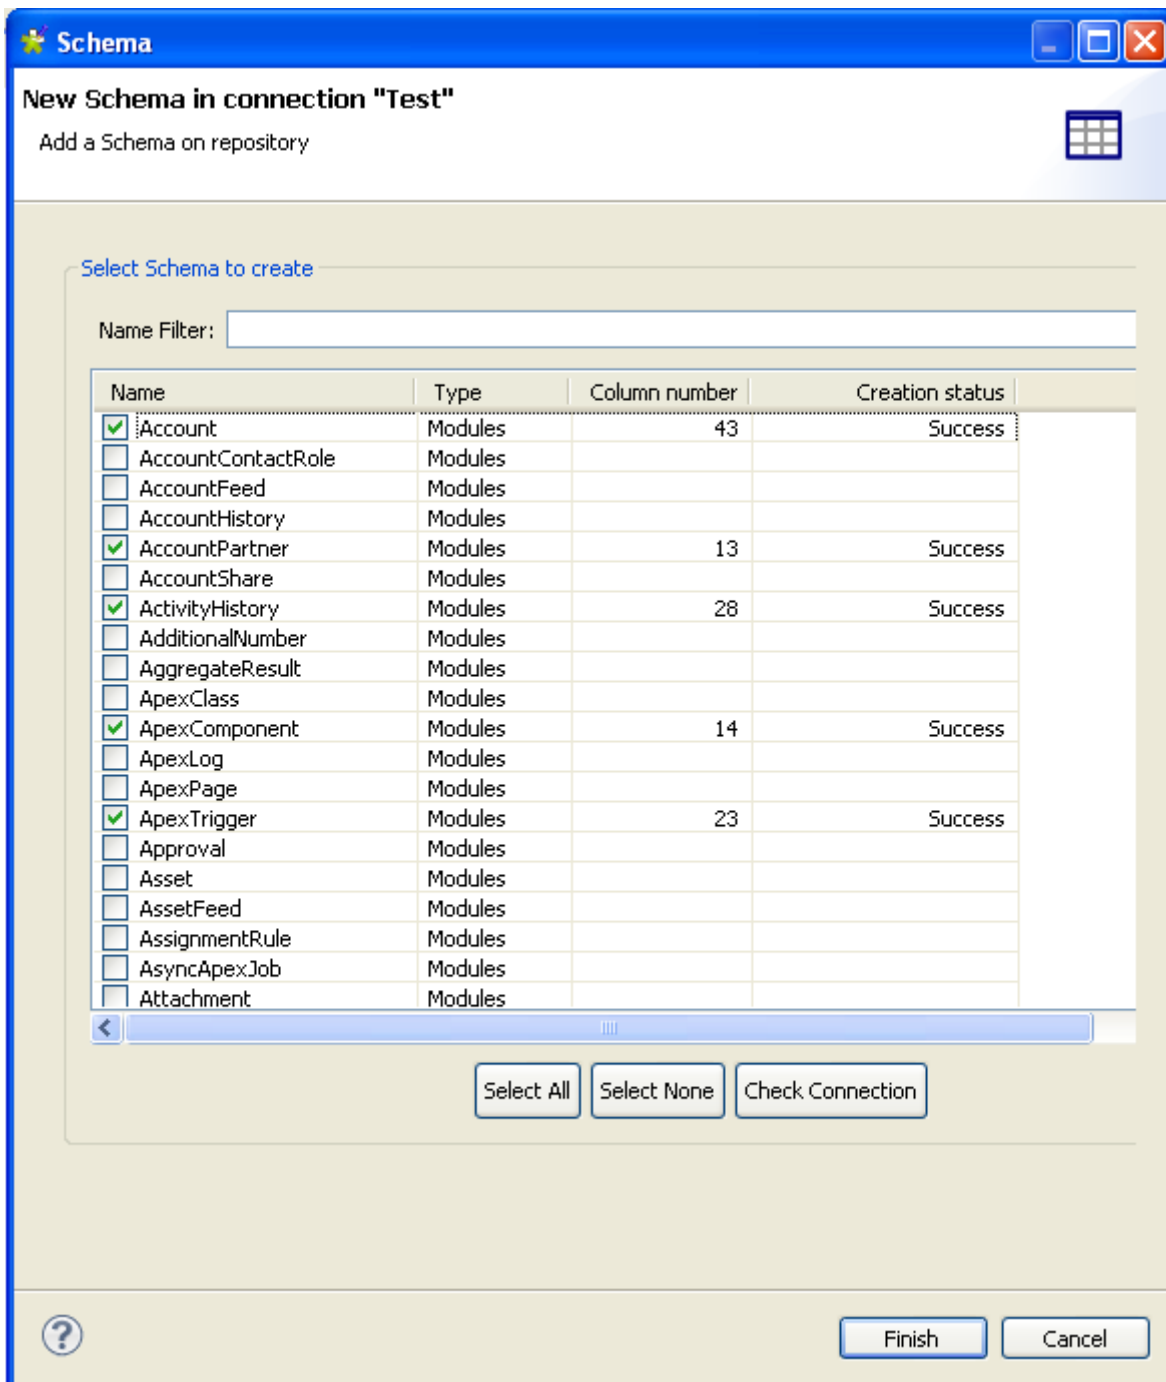 Schema
New Schema in connection "Test"
Add a Schema on repository
Select Schema to create
Name Filter:
Name Type Column number Creation status
Account Modules 43 Success
AccountContactRole Modules
AccountFeed Modules
AccountHistory Modules
AccountPartner Modules 13 Success
AccountShare Modules
ActivityHistory Modules 28 Success
AdditionalNumber Modules
AggregateResult Modules
ApexClass Modules
ApexComponent Modules 14 Success
ApexLog Modules
ApexPage Modules
ApexTrigger Modules 23 Success
Approval Modules
Asset Modules
AssetFeed Modules
AssignmentRule Modules
AsyncApexJob Modules
Attachment Modules
Select All Select None Check Connection
? Finish Cancel